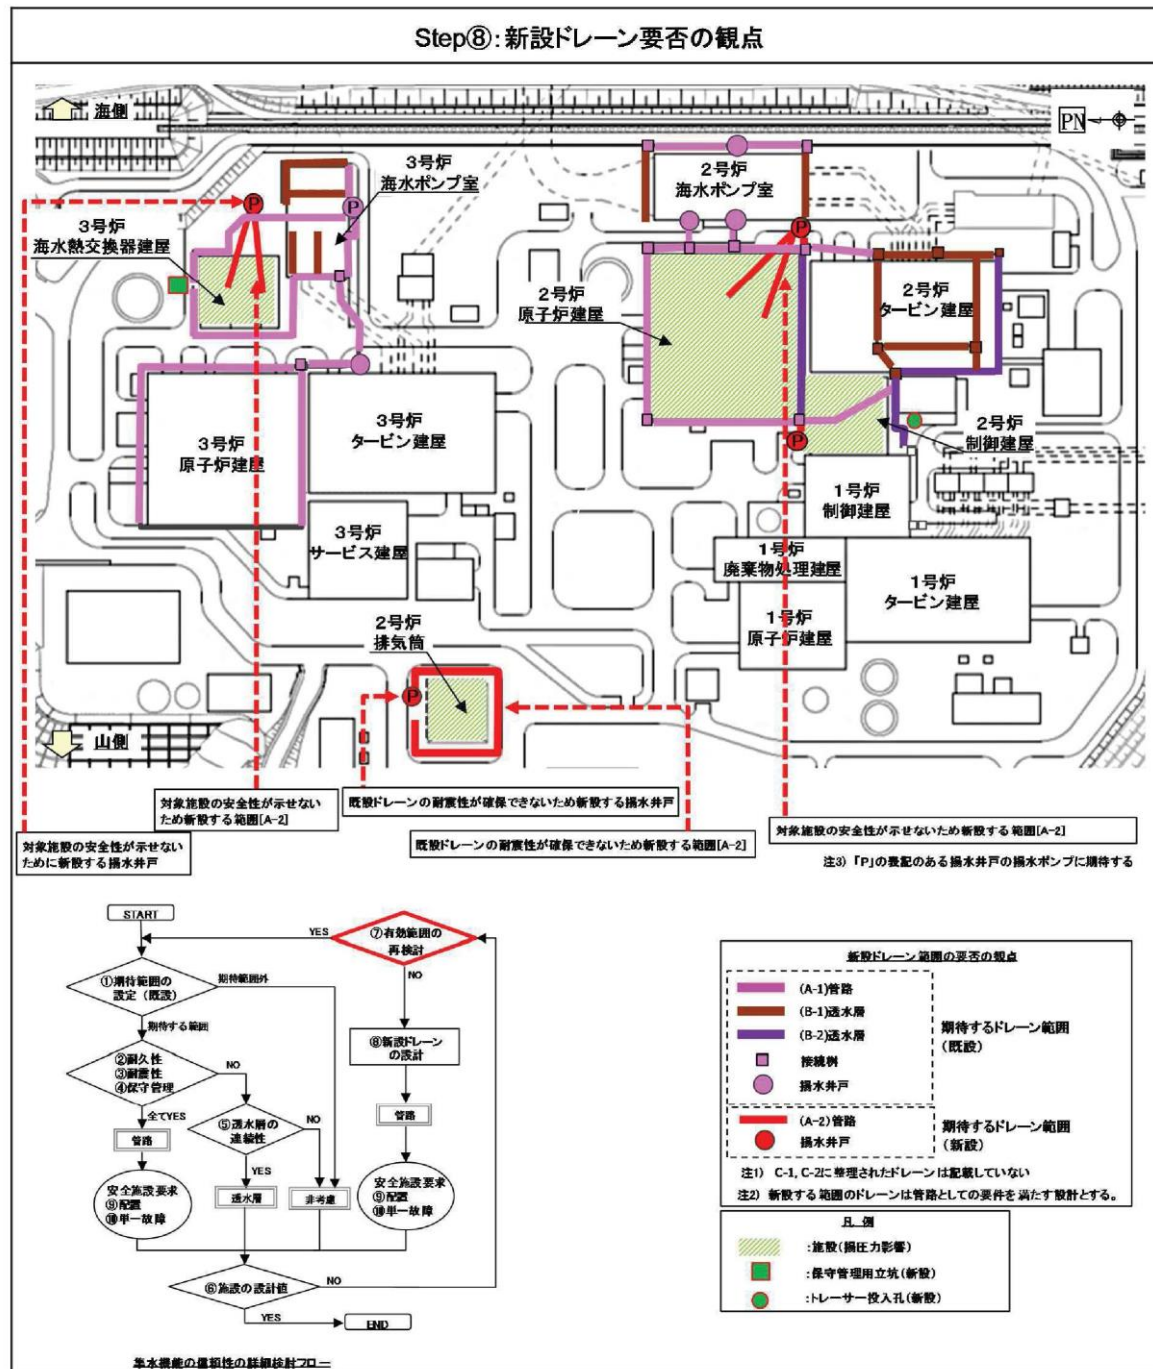 Step⑧:新設ドレーン要否の観点
海側
PN
3号炉
海水ポンプ室
2号炉
海水ポンプ室
3号炉
海水熱交換器建屋
2号炉
原子炉建屋
2号炉
タービン建屋
3号炉
原子炉建屋
3号炉
タービン建屋
2号炉
制御建屋
1号炉
制御建屋
3号炉
サービス建屋
1号炉
廃棄物処理建屋
1号炉
タービン建屋
1号炉
原子炉建屋
2号炉
排気筒
P
P
P
P
P
山側
対象施設の安全性が示せない
ため新設する範囲[A-2]
既設ドレーンの耐震性が確保できないため新設する揚水井戸
対象施設の安全性が示せない
ために新設する揚水井戸
既設ドレーンの耐震性が確保できないため新設する範囲[A-2]
対象施設の安全性が示せないため新設する範囲[A-2]
注3) 「P」の表記のある揚水井戸の揚水ポンプに期待する
START
YES
⑦有効範囲の
再検討
①期待範囲の
設定(既設)
期待範囲外
NO
期待する範囲
⑧新設ドレーン
の設計
②耐久性
③耐震性
④保守管理
NO
全てYES
管路
⑤透水層の
連続性
NO
管路
YES
安全施設要求
⑨配置
⑩単一故障
透水層
非考慮
安全施設要求
⑨配置
⑩単一故障
⑥施設の設計値
NO
YES
END
集水機能の信頼性の詳細検討フロー
新設ドレーン範囲の要否の観点
(A-1)管路
(B-1)透水層
(B-2)透水層
接続桝
揚水井戸
期待するドレーン範囲
(既設)
(A-2)管路
揚水井戸
期待するドレーン範囲
(新設)
注1) C-1, C-2に整理されたドレーンは記載していない
注2) 新設する範囲のドレーンは管路としての要件を満たす設計とする。
凡 例
:施設(揚圧力影響)
:保守管理用立坑(新設)
:トレーサー投入孔(新設)